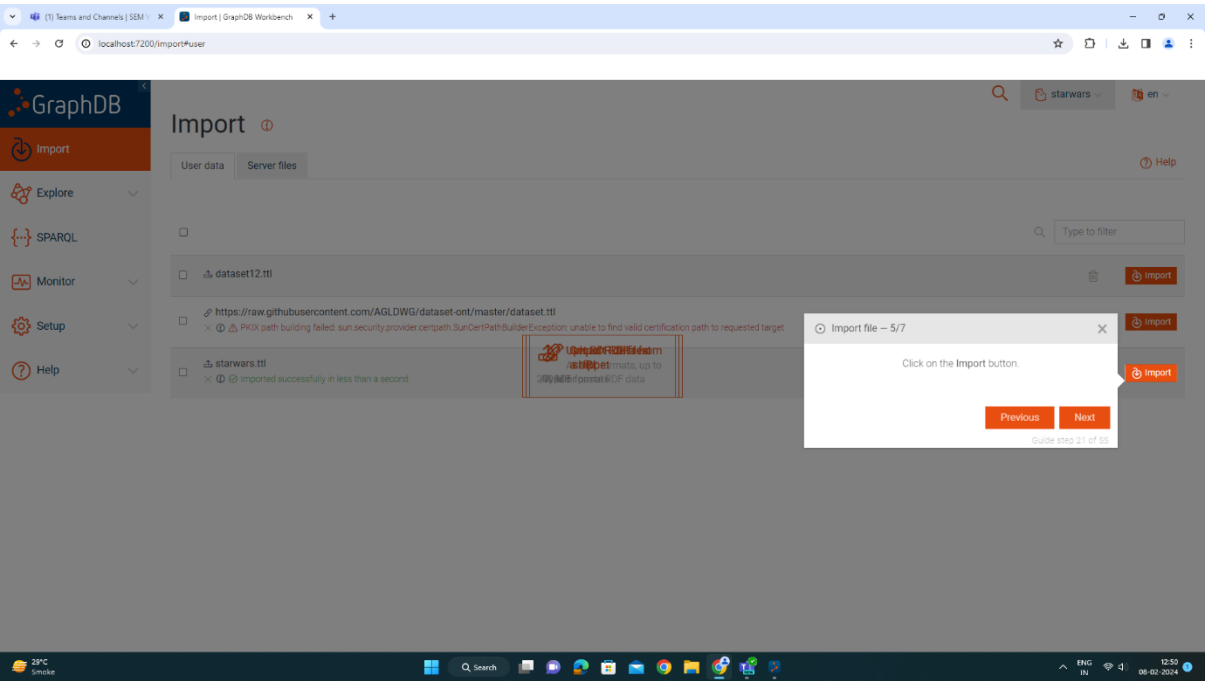 (1) Teams and Channels | SEM
Import | GraphDB Workbench
localhost:7200/import#user
GraphDB
starwars
en
Import
Import
User data
Server files
Help
Explore
SPARQL
Type to filter
Monitor
dataset12.ttl
Import
https://raw.githubusercontent.com/AGLDWG/dataset-ont/master/dataset.ttl
PKIX path building failed: sun.security.provider.certpath.SunCertPathBuilderException: unable to find valid certification path to requested target
Import
Setup
Import file — 5/7
Help
starwars.ttl
Imported successfully in less than a second.
Click on the Import button.
Import
Previous
Next
Guide step 21 of 55
29°C
Smoke
Search
ENG
IN
12:50
08-02-2024